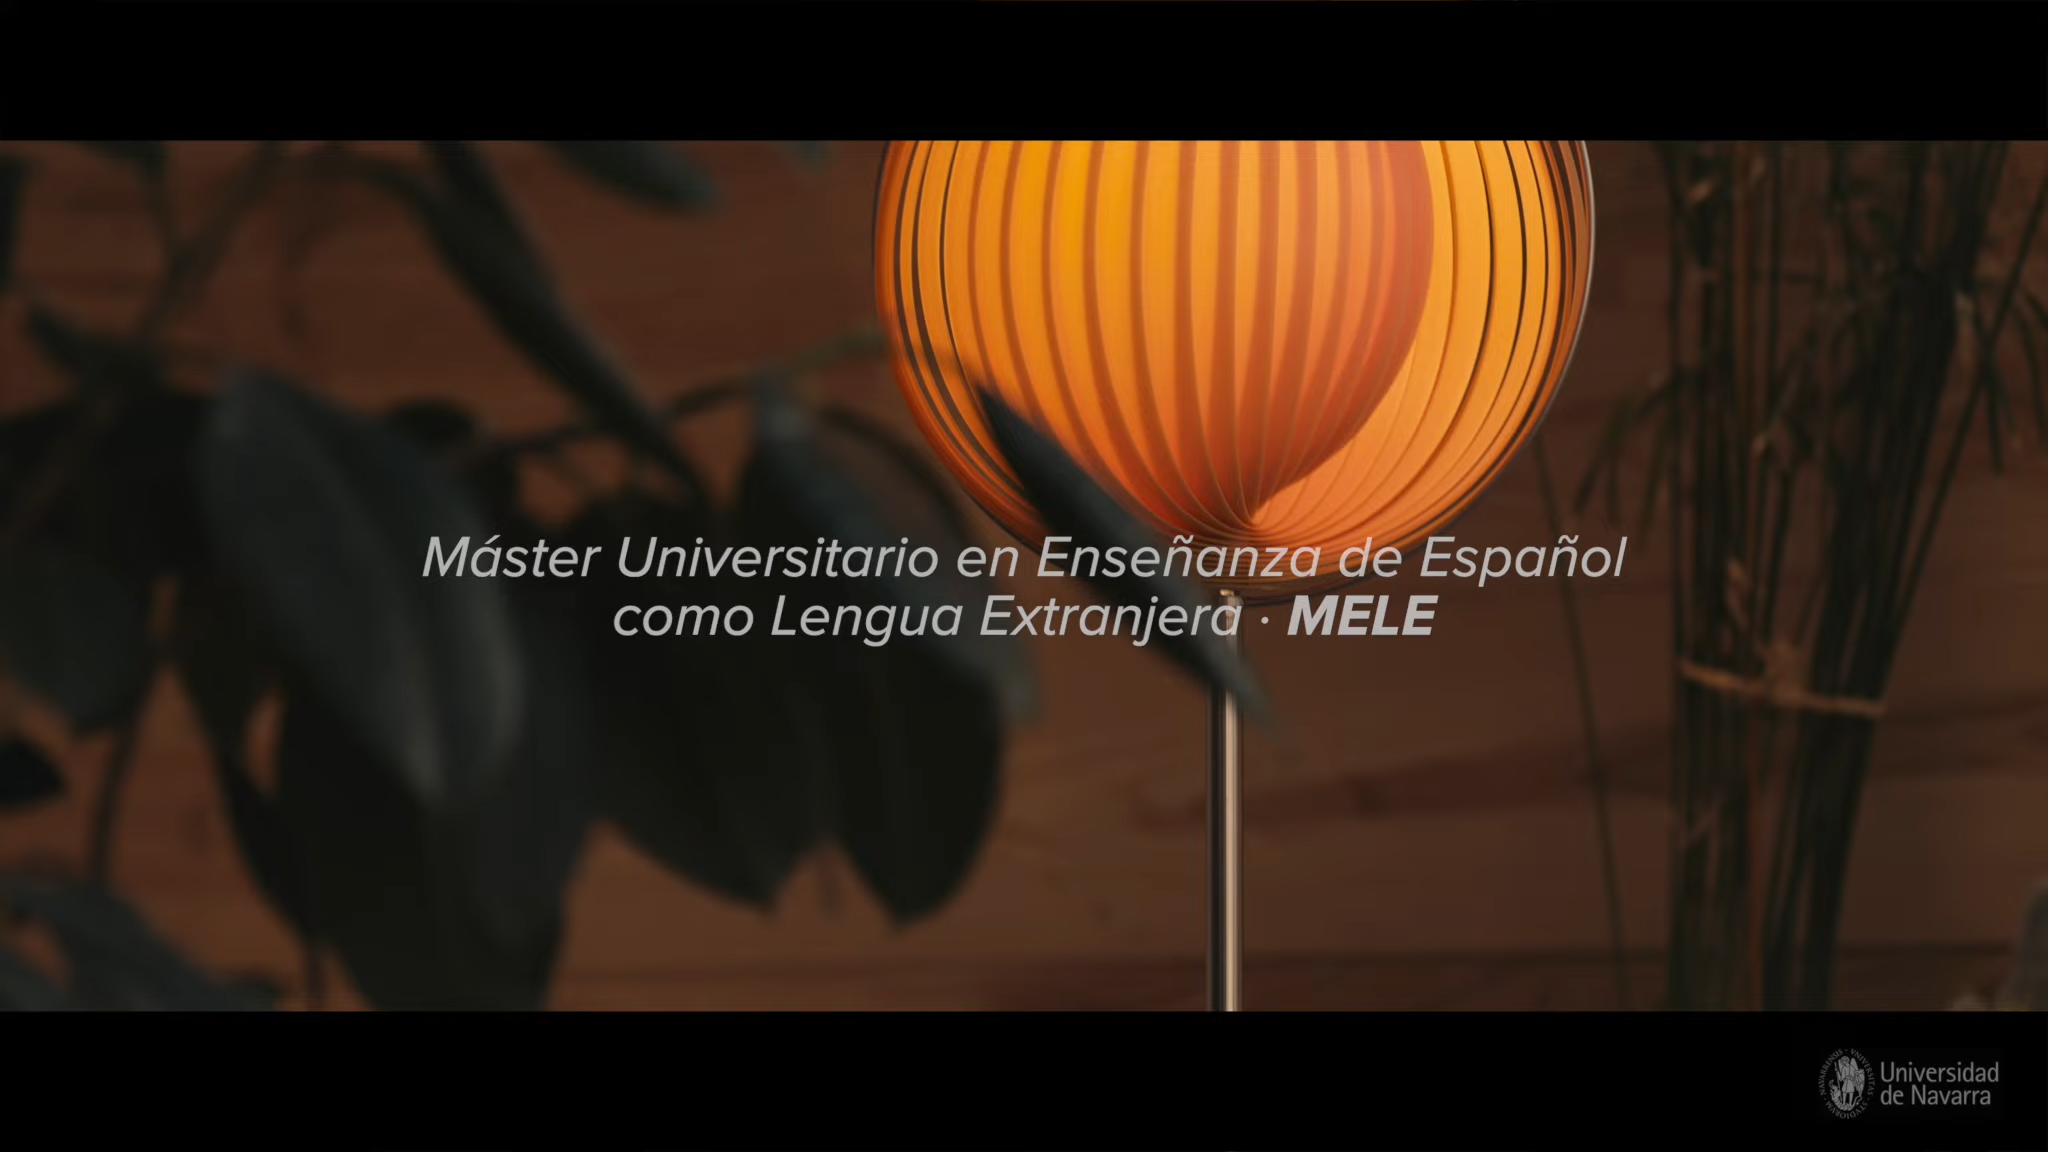 Máster Universitario en Enseñanza de Español
como Lengua Extranjera · MELE
Universidad
de Navarra